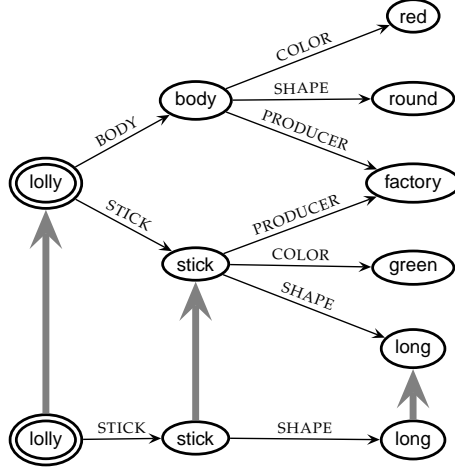 red
COLOR
body
SHAPE
round
BODY
PRODUCER
lolly
factory
STICK
PRODUCER
stick
COLOR
green
SHAPE
long
lolly
STICK
stick
SHAPE
long